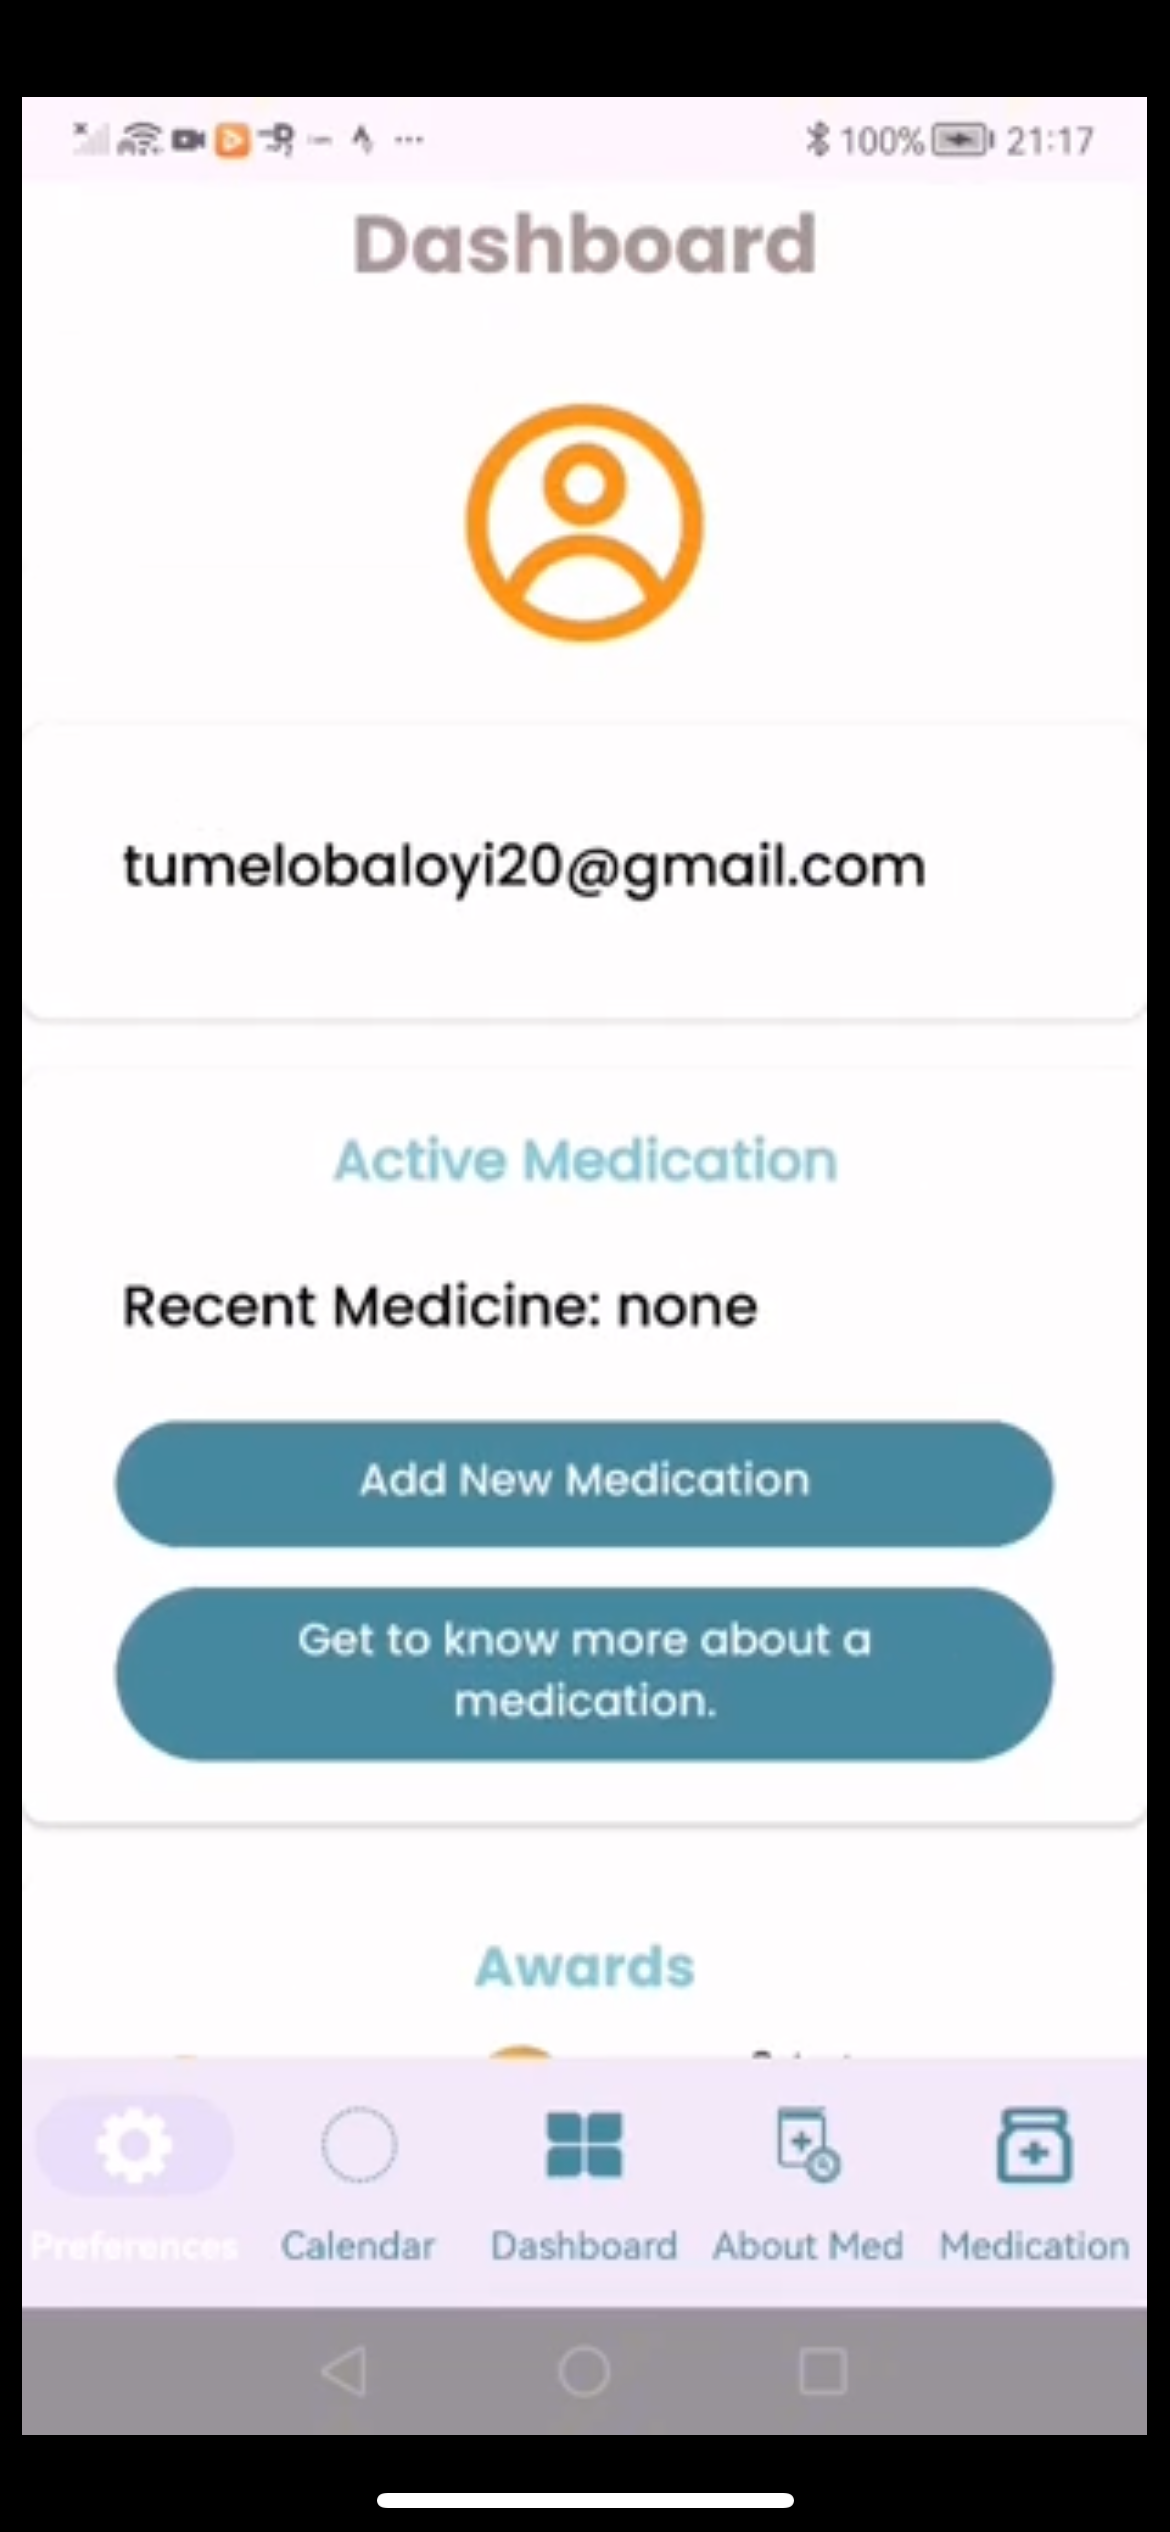 100% 21:17
Dashboard
tumelobaloyi20@gmail.com
Active Medication
Recent Medicine: none
Add New Medication
Get to know more about a
medication.
Awards
Preferences Calendar Dashboard About Med Medication